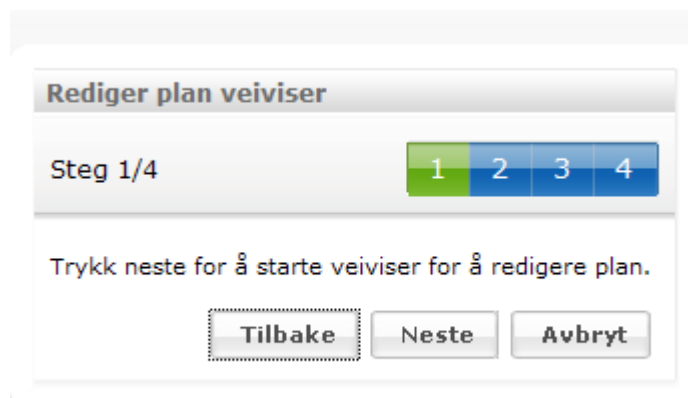 Rediger plan veiviser
Steg 1/4 1 2 3 4
Trykk neste for å starte veiviser for å redigere plan.
Tilbake Neste Avbryt